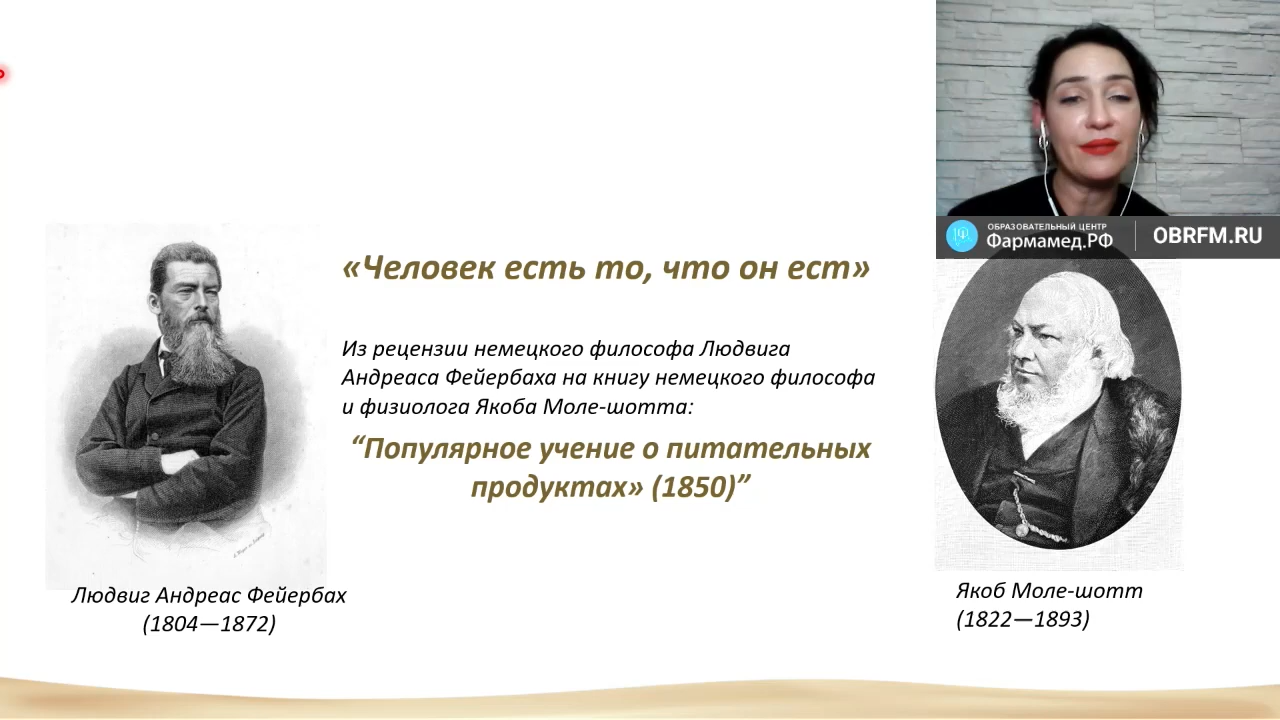 ОБРАЗОВАТЕЛЬНЫЙ ЦЕНТР
Фармамед.РФ
OBRFM.RU
«Человек есть то, что он ест»
Из рецензии немецкого философа Людвига
Андреаса Фейербаха на книгу немецкого философа
и физиолога Якоба Моле-шотта:
“Популярное учение о питательных
продуктах» (1850)”
Людвиг Андреас Фейербах
(1804—1872)
Якоб Моле-шотт
(1822—1893)